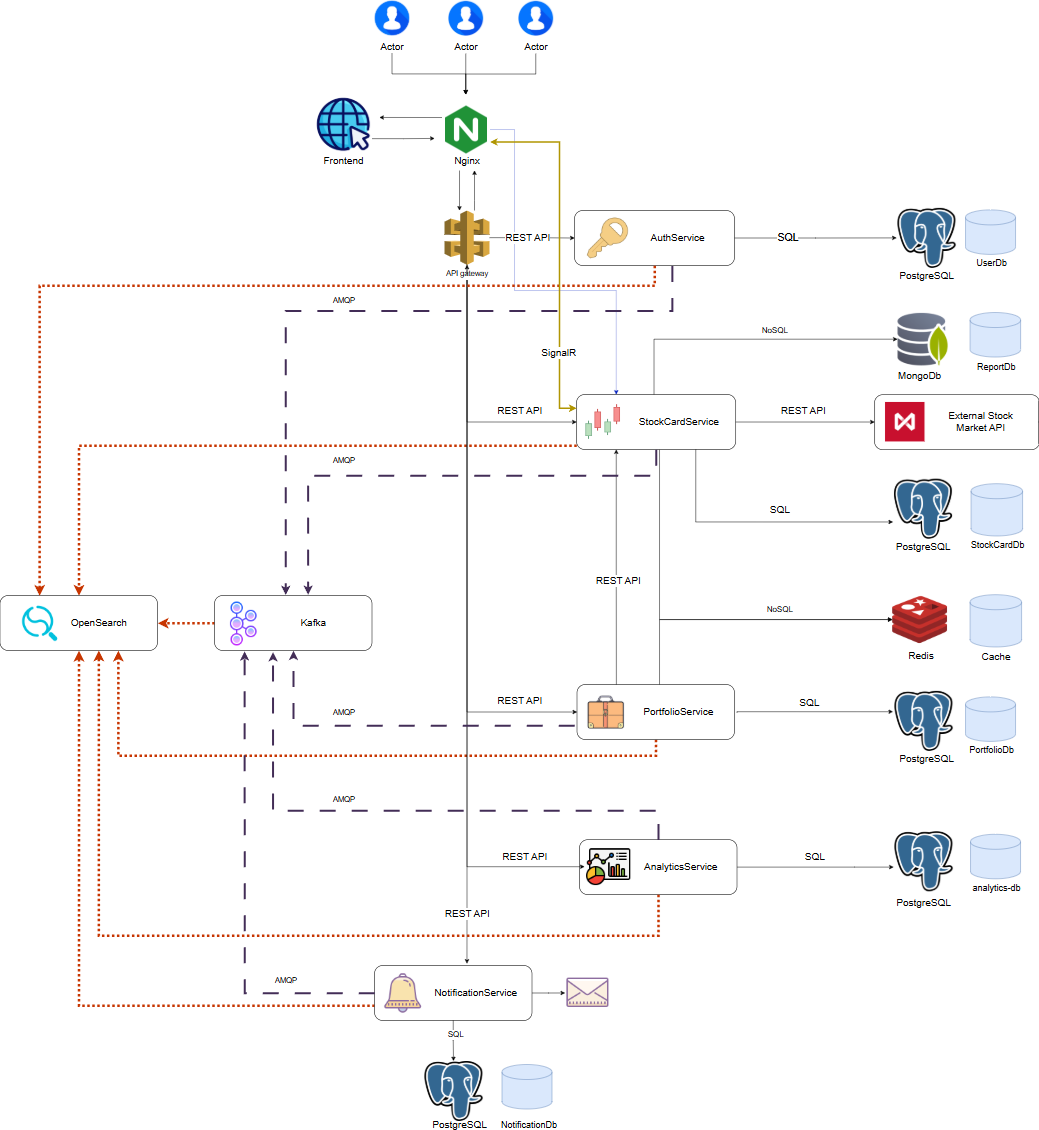 Actor
Actor
Actor
N
Frontend
Nginx
REST API
AuthService
SQL
PostgreSQL
UserDb
API gateway
AMQP
NoSQL
SignalR
MongoDb
ReportDb
REST API
StockCardService
REST API
External Stock
Market API
AMQP
SQL
PostgreSQL
StockCardDb
REST API
NoSQL
OpenSearch
Kafka
Redis
Cache
REST API
PortfolioService
SQL
AMQP
PostgreSQL
PortfolioDb
AMQP
REST API
AnalyticsService
SQL
PostgreSQL
analytics-db
REST API
AMQP
NotificationService
SQL
PostgreSQL
NotificationDb